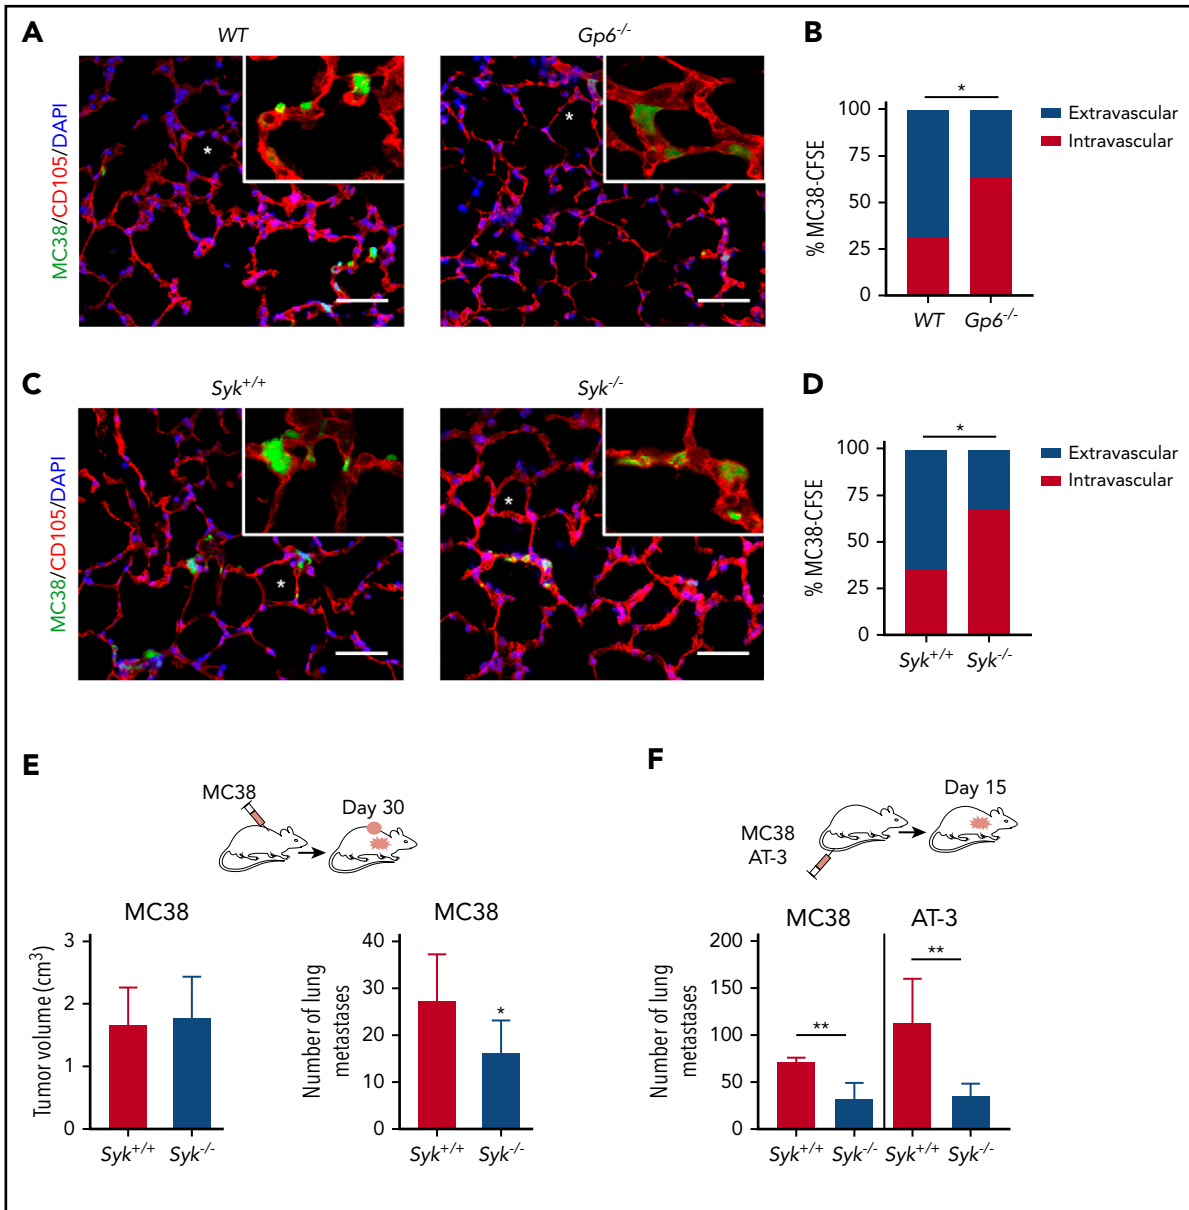 A
WT
Gp6-/-
MC38/CD105/DAPI
*
*
B
*
100
75
50
25
0
% MC38-CFSE
WT
Gp6-/-
Extravascular
Intravascular
C
Syk+/+
Syk-/-
MC38/CD105/DAPI
*
*
D
*
100
75
50
25
0
% MC38-CFSE
Syk+/+
Syk-/-
Extravascular
Intravascular
E
MC38
Day 30
MC38
Tumor volume (cm3)
3
2
1
0
Syk+/+
Syk-/-
MC38
Number of lung
metastases
40
30
20
10
0
*
Syk+/+
Syk-/-
F
MC38
AT-3
Day 15
MC38
AT-3
Number of lung
metastases
200
150
100
50
0
**
**
Syk+/+
Syk-/-
Syk+/+
Syk-/-